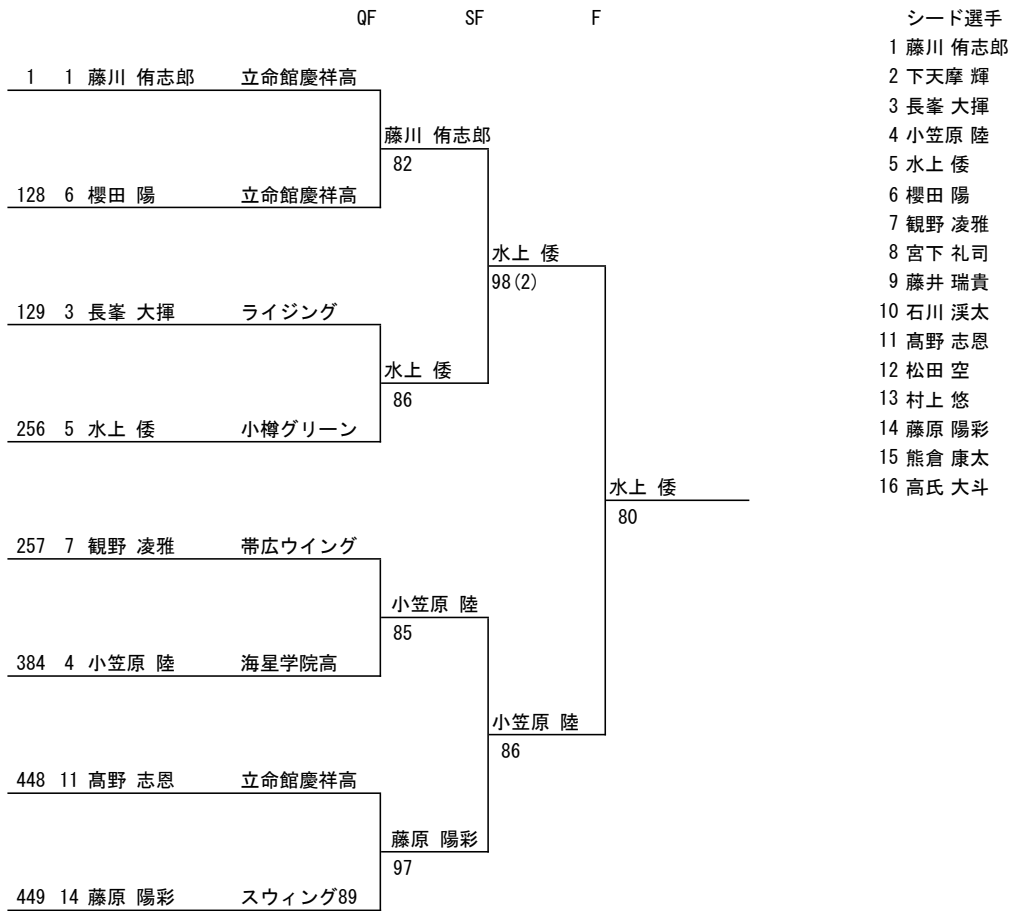 QF SF F シード選手
1 藤川 侑志郎
1 1 藤川 侑志郎 立命館慶祥高 2 下天摩 輝
3 長峯 大揮
藤川 侑志郎 4 小笠原 陸
82 5 水上 倭
128 6 櫻田 陽 立命館慶祥高 6 櫻田 陽
7 観野 凌雅
水上 倭 8 宮下 礼司
98(2) 9 藤井 瑞貴
129 3 長峯 大揮 ライジング 10 石川 渓太
11 髙野 志恩
水上 倭 12 松田 空
86 13 村上 悠
256 5 水上 倭 小樽グリーン 14 藤原 陽彩
15 熊倉 康太
水上 倭 16 高氏 大斗
80
257 7 観野 凌雅 帯広ウイング
小笠原 陸
85
384 4 小笠原 陸 海星学院高
小笠原 陸
86
448 11 髙野 志恩 立命館慶祥高
藤原 陽彩
97
449 14 藤原 陽彩 スウィング89